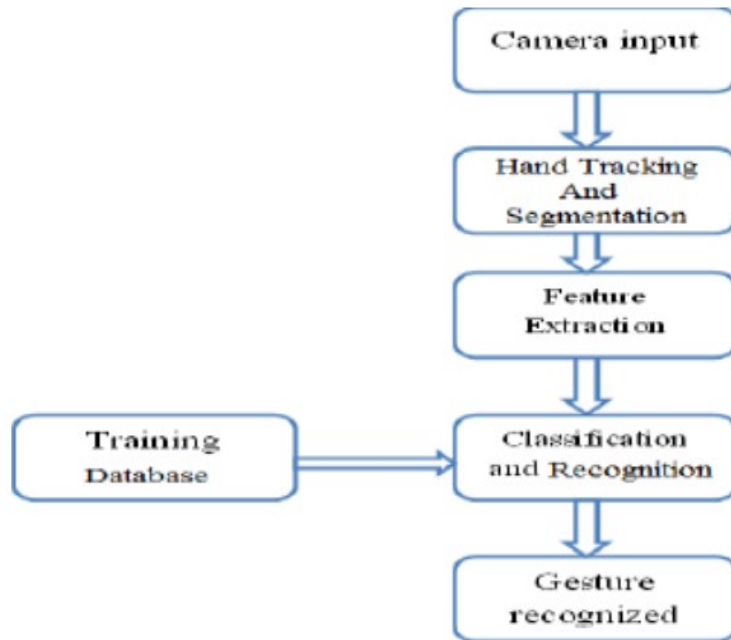 Camera input
Hand Tracking
And
Segmentation
Feature
Extraction
Training
Database
Classification
and Recognition
Gesture
recognized